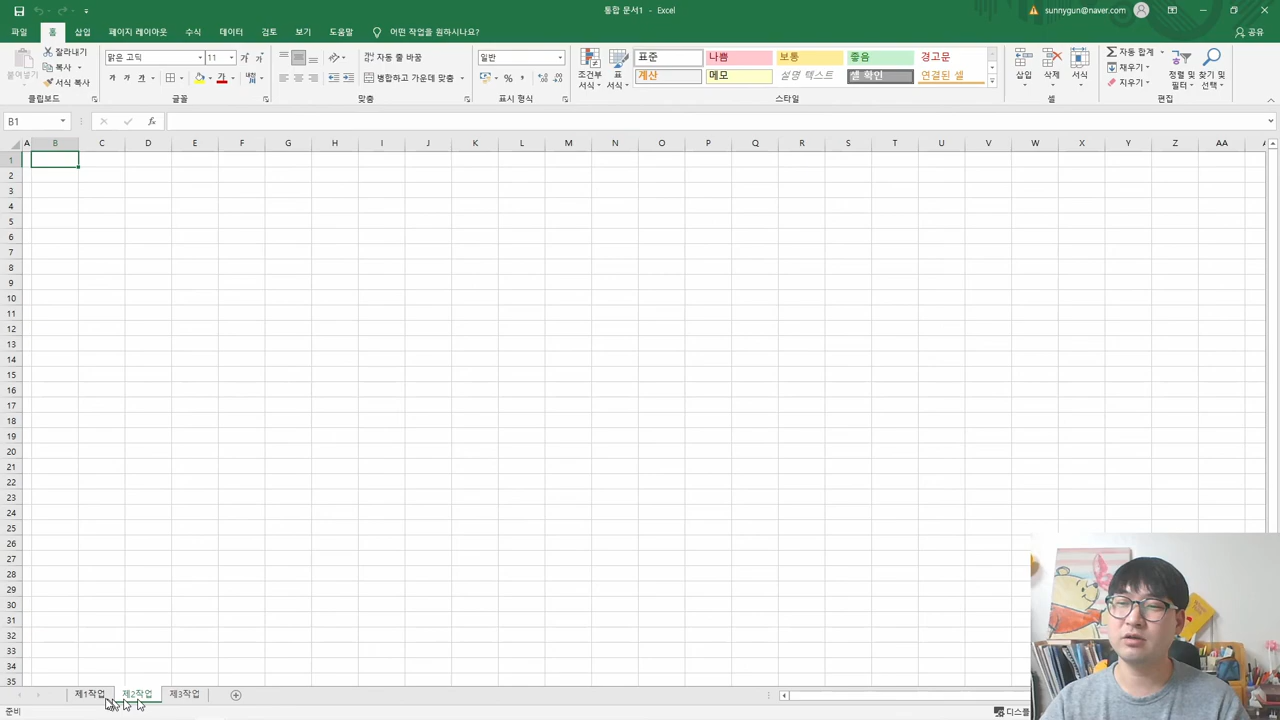 통합 문서1 - Excel
sunnygun@naver.com
파일 홈 삽입 페이지 레이아웃 수식 데이터 검토 보기 도움말 어떤 작업을 원하시나요? 공유
붙여넣기
잘라내기
복사
서식 복사
클립보드
맑은 고딕 11
가 가 간 가
글꼴
자동 줄 바꿈
병합하고 가운데 맞춤
맞춤
일반
%
표시 형식
조건부 서식
표 서식
표준 나쁨 보통 좋음 경고문
계산 메모 설명 텍스트 셀 확인 연결된 셀
스타일
삽입 삭제 서식
셀
자동 합계
채우기
지우기
정렬 및 필터
찾기 및 선택
편집
B1
fx
A B C D E F G H I J K L M N O P Q R S T U V W X Y Z AA
1
2
3
4
5
6
7
8
9
10
11
12
13
14
15
16
17
18
19
20
21
22
23
24
25
26
27
28
29
30
31
32
33
34
35
제1작업 제2작업 제3작업
준비
디스플